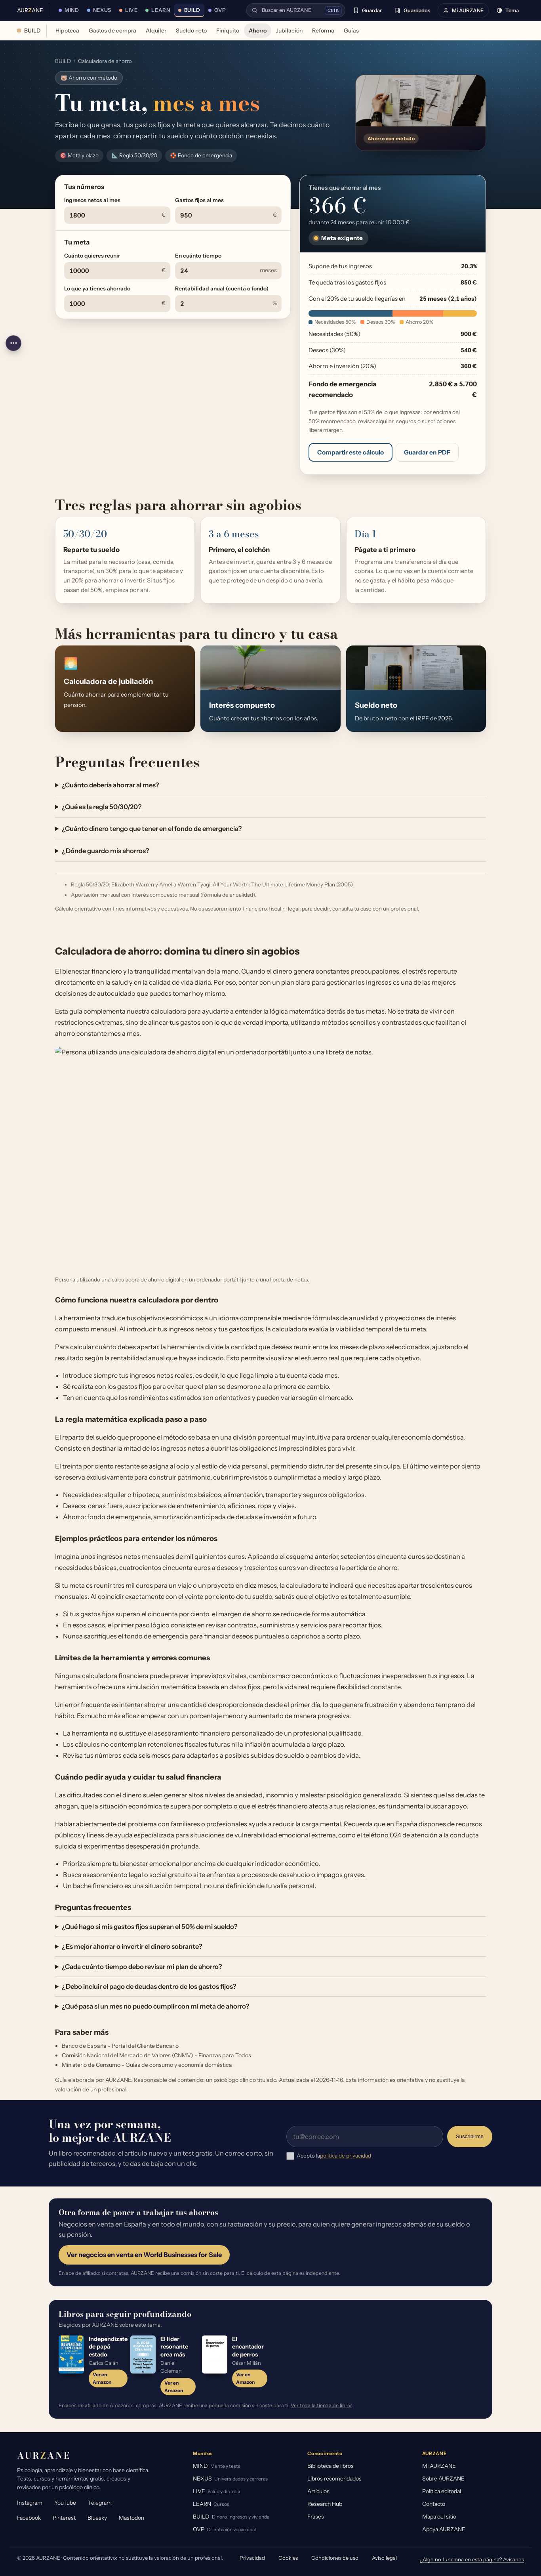 AURZANE
MIND
NEXUS
LIVE
LEARN
BUILD
OVP
Buscar en AURZANE
Ctrl K
Guardar
Guardados
Mi AURZANE
Tema
BUILD
Hipoteca
Gastos de compra
Alquiler
Sueldo neto
Finiquito
Ahorro
Jubilación
Reforma
Guías
BUILD / Calculadora de ahorro
Ahorro con método
Tu meta, mes a mes
Escribe lo que ganas, tus gastos fijos y la meta que quieres alcanzar. Te decimos cuánto
apartar cada mes, cómo repartir tu sueldo y cuánto colchón necesitas.
Meta y plazo
Regla 50/30/20
Fondo de emergencia
Ahorro con método
Tus números
Ingresos netos al mes
Gastos fijos al mes
1800 €
950 €
Tu meta
Cuánto quieres reunir
En cuánto tiempo
10000 €
24 meses
Lo que ya tienes ahorrado
Rentabilidad anual (cuenta o fondo)
1000 €
2 %
Tienes que ahorrar al mes
366 €
durante 24 meses para reunir 10.000 €
Meta exigente
Supone de tus ingresos 20,3%
Te queda tras los gastos fijos 850 €
Con el 20% de tu sueldo llegarías en 25 meses (2,1 años)
Necesidades 50% Deseos 30% Ahorro 20%
Necesidades (50%) 900 €
Deseos (30%) 540 €
Ahorro e inversión (20%) 360 €
Fondo de emergencia 2.850 € a 5.700
recomendado €
Tus gastos fijos son el 53% de lo que ingresas: por encima del
50% recomendado, revisar alquiler, seguros o suscripciones
libera margen.
Compartir este cálculo
Guardar en PDF
Tres reglas para ahorrar sin agobios
50/30/20
Reparte tu sueldo
La mitad para lo necesario (casa, comida,
transporte), un 30% para lo que te apetece y
un 20% para ahorrar o invertir. Si tus fijos
pasan del 50%, empieza por ahí.
3 a 6 meses
Primero, el colchón
Antes de invertir, guarda entre 3 y 6 meses de
gastos fijos en una cuenta disponible. Es lo
que te protege de un despido o una avería.
Día 1
Págate a ti primero
Programa una transferencia el día que
cobras. Lo que no ves en la cuenta corriente
no se gasta, y el hábito pesa más que
la cantidad.
Más herramientas para tu dinero y tu casa
Calculadora de jubilación
Cuánto ahorrar para complementar tu
pensión.
Interés compuesto
Cuánto crecen tus ahorros con los años.
Sueldo neto
De bruto a neto con el IRPF de 2026.
Preguntas frecuentes
¿Cuánto debería ahorrar al mes?
¿Qué es la regla 50/30/20?
¿Cuánto dinero tengo que tener en el fondo de emergencia?
¿Dónde guardo mis ahorros?
Regla 50/30/20: Elizabeth Warren y Amelia Warren Tyagi, All Your Worth: The Ultimate Lifetime Money Plan (2005).
Aportación mensual con interés compuesto mensual (fórmula de anualidad).
Cálculo orientativo con fines informativos y educativos. No es asesoramiento financiero, fiscal ni legal: para decidir, consulta tu caso con un profesional.
Calculadora de ahorro: domina tu dinero sin agobios
El bienestar financiero y la tranquilidad mental van de la mano. Cuando el dinero genera constantes preocupaciones, el estrés repercute
directamente en la salud y en la calidad de vida diaria. Por eso, contar con un plan claro para gestionar los ingresos es una de las mejores
decisiones de autocuidado que puedes tomar hoy mismo.
Esta guía complementa nuestra calculadora para ayudarte a entender la lógica matemática detrás de tus metas. No se trata de vivir con
restricciones extremas, sino de alinear tus gastos con lo que de verdad importa, utilizando métodos sencillos y contrastados que facilitan el
ahorro constante mes a mes.
Persona utilizando una calculadora de ahorro digital en un ordenador portátil junto a una libreta de notas.
Persona utilizando una calculadora de ahorro digital en un ordenador portátil junto a una libreta de notas.
Cómo funciona nuestra calculadora por dentro
La herramienta traduce tus objetivos económicos a un idioma comprensible mediante fórmulas de anualidad y proyecciones de interés
compuesto mensual. Al introducir tus ingresos netos y tus gastos fijos, la calculadora evalúa la viabilidad temporal de tu meta.
Para calcular cuánto debes apartar, la herramienta divide la cantidad que deseas reunir entre los meses de plazo seleccionados, ajustando el
resultado según la rentabilidad anual que hayas indicado. Esto permite visualizar el esfuerzo real que requiere cada objetivo.
Introduce siempre tus ingresos netos reales, es decir, lo que llega limpia a tu cuenta cada mes.
Sé realista con los gastos fijos para evitar que el plan se desmorone a la primera de cambio.
Ten en cuenta que los rendimientos estimados son orientativos y pueden variar según el mercado.
La regla matemática explicada paso a paso
El reparto del sueldo que propone el método se basa en una división porcentual muy intuitiva para ordenar cualquier economía doméstica.
Consiste en destinar la mitad de los ingresos netos a cubrir las obligaciones imprescindibles para vivir.
El treinta por ciento restante se asigna al ocio y al estilo de vida personal, permitiendo disfrutar del presente sin culpa. El último veinte por ciento
se reserva exclusivamente para construir patrimonio, cubrir imprevistos o cumplir metas a medio y largo plazo.
Necesidades: alquiler o hipoteca, suministros básicos, alimentación, transporte y seguros obligatorios.
Deseos: cenas fuera, suscripciones de entretenimiento, aficiones, ropa y viajes.
Ahorro: fondo de emergencia, amortización anticipada de deudas e inversión a futuro.
Ejemplos prácticos para entender los números
Imagina unos ingresos netos mensuales de mil quinientos euros. Aplicando el esquema anterior, setecientos cincuenta euros se destinan a
necesidades básicas, cuatrocientos cincuenta euros a deseos y trescientos euros van directos a la partida de ahorro.
Si tu meta es reunir tres mil euros para un viaje o un proyecto en diez meses, la calculadora te indicará que necesitas apartar trescientos euros
mensuales. Al coincidir exactamente con el veinte por ciento de tu sueldo, sabrás que el objetivo es totalmente asumible.
Si tus gastos fijos superan el cincuenta por ciento, el margen de ahorro se reduce de forma automática.
En esos casos, el primer paso lógico consiste en revisar contratos, suministros y servicios para recortar fijos.
Nunca sacrifiques el fondo de emergencia para financiar deseos puntuales o caprichos a corto plazo.
Límites de la herramienta y errores comunes
Ninguna calculadora financiera puede prever imprevistos vitales, cambios macroeconómicos o fluctuaciones inesperadas en tus ingresos. La
herramienta ofrece una simulación matemática basada en datos fijos, pero la vida real requiere flexibilidad constante.
Un error frecuente es intentar ahorrar una cantidad desproporcionada desde el primer día, lo que genera frustración y abandono temprano del
hábito. Es mucho más eficaz empezar con un porcentaje menor y aumentarlo de manera progresiva.
La herramienta no sustituye el asesoramiento financiero personalizado de un profesional cualificado.
Los cálculos no contemplan retenciones fiscales futuras ni la inflación acumulada a largo plazo.
Revisa tus números cada seis meses para adaptarlos a posibles subidas de sueldo o cambios de vida.
Cuándo pedir ayuda y cuidar tu salud financiera
Las dificultades con el dinero suelen generar altos niveles de ansiedad, insomnio y malestar psicológico generalizado. Si sientes que las deudas te
ahogan, que la situación económica te supera por completo o que el estrés financiero afecta a tus relaciones, es fundamental buscar apoyo.
Hablar abiertamente del problema con familiares o profesionales ayuda a reducir la carga mental. Recuerda que en España dispones de recursos
públicos y líneas de ayuda especializada para situaciones de vulnerabilidad emocional extrema, como el teléfono 024 de atención a la conducta
suicida si experimentas desesperación profunda.
Prioriza siempre tu bienestar emocional por encima de cualquier indicador económico.
Busca asesoramiento legal o social gratuito si te enfrentas a procesos de desahucio o impagos graves.
Un bache financiero es una situación temporal, no una definición de tu valía personal.
Preguntas frecuentes
¿Qué hago si mis gastos fijos superan el 50% de mi sueldo?
¿Es mejor ahorrar o invertir el dinero sobrante?
¿Cada cuánto tiempo debo revisar mi plan de ahorro?
¿Debo incluir el pago de deudas dentro de los gastos fijos?
¿Qué pasa si un mes no puedo cumplir con mi meta de ahorro?
Para saber más
Banco de España – Portal del Cliente Bancario
Comisión Nacional del Mercado de Valores (CNMV) – Finanzas para Todos
Ministerio de Consumo – Guías de consumo y economía doméstica
Guía elaborada por AURZANE. Responsable del contenido: un psicólogo clínico titulado. Actualizada el 2026-11-16. Esta información es orientativa y no sustituye la
valoración de un profesional.
Una vez por semana,
lo mejor de AURZANE
Un libro recomendado, el artículo nuevo y un test gratis. Un correo corto, sin
publicidad de terceros, y te das de baja con un clic.
tu@correo.com
Suscribirme
Acepto la política de privacidad
Otra forma de poner a trabajar tus ahorros
Negocios en venta en España y en todo el mundo, con su facturación y su precio, para quien quiere generar ingresos además de su sueldo o
su pensión.
Ver negocios en venta en World Businesses for Sale
Enlace de afiliado: si contratas, AURZANE recibe una comisión sin coste para ti. El cálculo de esta página es independiente.
Libros para seguir profundizando
Elegidos por AURZANE sobre este tema.
Independízate
de papá
estado
Carlos Galán
Ver en
Amazon
El líder
resonante
crea más
Daniel
Goleman
Ver en
Amazon
El
encantador
de perros
César Millán
Ver en
Amazon
Enlaces de afiliado de Amazon: si compras, AURZANE recibe una pequeña comisión sin coste para ti. Ver toda la tienda de libros
AURZANE
Psicología, aprendizaje y bienestar con base científica.
Tests, cursos y herramientas gratis, creados y
revisados por un psicólogo clínico.
Instagram
YouTube
Telegram
Facebook
Pinterest
Bluesky
Mastodon
Mundos
MIND Mente y tests
NEXUS Universidades y carreras
LIVE Salud y día a día
LEARN Cursos
BUILD Dinero, ingresos y vivienda
OVP Orientación vocacional
Conocimiento
Biblioteca de libros
Libros recomendados
Artículos
Research Hub
Frases
AURZANE
Mi AURZANE
Sobre AURZANE
Política editorial
Contacto
Mapa del sitio
Apoya AURZANE
© 2026 AURZANE · Contenido orientativo: no sustituye la valoración de un profesional.
Privacidad
Cookies
Condiciones de uso
Aviso legal
¿Algo no funciona en esta página? Avísanos